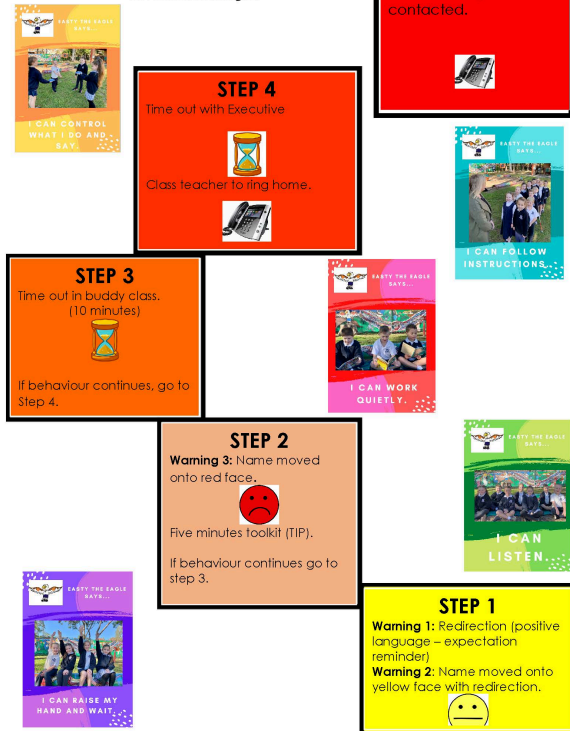 contacted.
EASTY THE EAGLE
SAYS...
I CAN CONTROL
WHAT I DO AND
SAY.
STEP 4
Time out with Executive
Class teacher to ring home.
EASTY THE EAGLE
SAYS...
I CAN FOLLOW
INSTRUCTIONS...
STEP 3
Time out in buddy class.
(10 minutes)
If behaviour continues, go to
Step 4.
EASTY THE EAGLE
SAYS...
I CAN WORK
QUIETLY.
STEP 2
Warning 3: Name moved
onto red face.
Five minutes toolkit (TIP).
If behaviour continues go to
step 3.
EASTY THE EAGLE
SAYS...
I CAN
LISTEN...
EASTY THE EAGLE
SAYS...
I CAN RAISE MY
HAND AND WAIT.
STEP 1
Warning 1: Redirection (positive
language – expectation
reminder)
Warning 2: Name moved onto
yellow face with redirection.